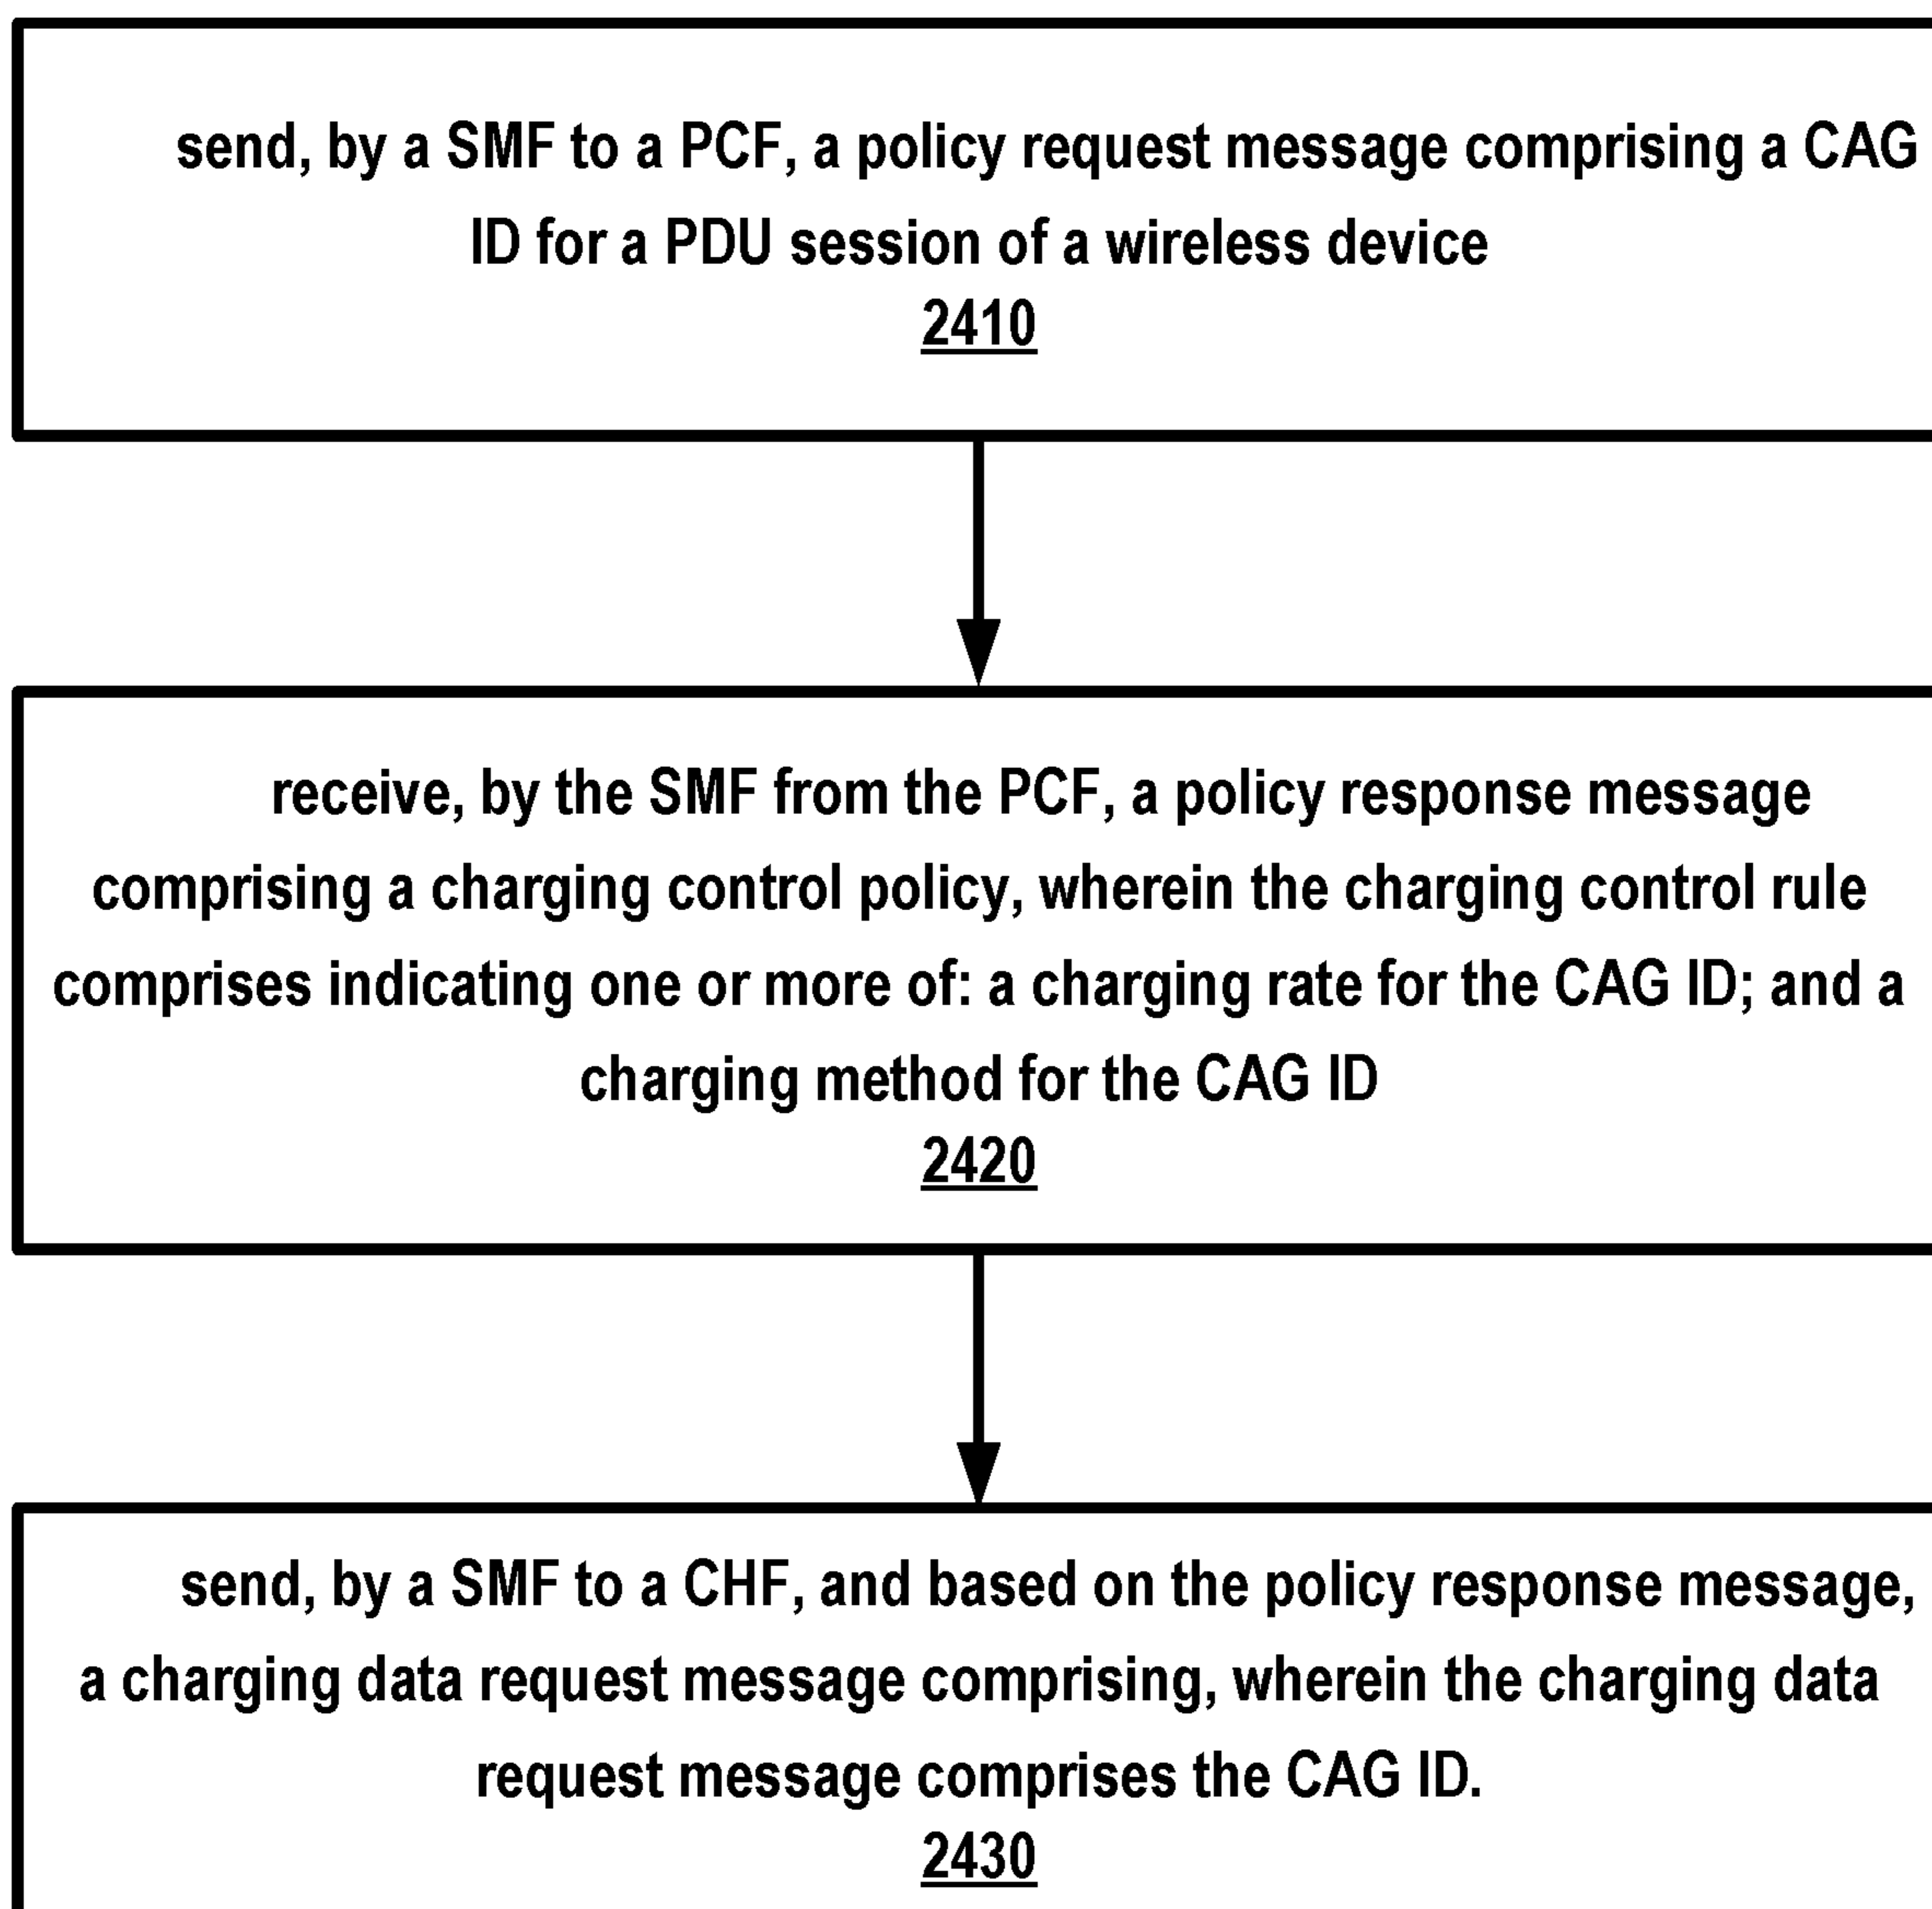 send, by a SMF to a PCF, a policy request message comprising a CAG
ID for a PDU session of a wireless device
2410
receive, by the SMF from the PCF, a policy response message
comprising a charging control policy, wherein the charging control rule
comprises indicating one or more of: a charging rate for the CAG ID; and a
charging method for the CAG ID
2420
send, by a SMF to a CHF, and based on the policy response message,
a charging data request message comprising, wherein the charging data
request message comprises the CAG ID.
2430